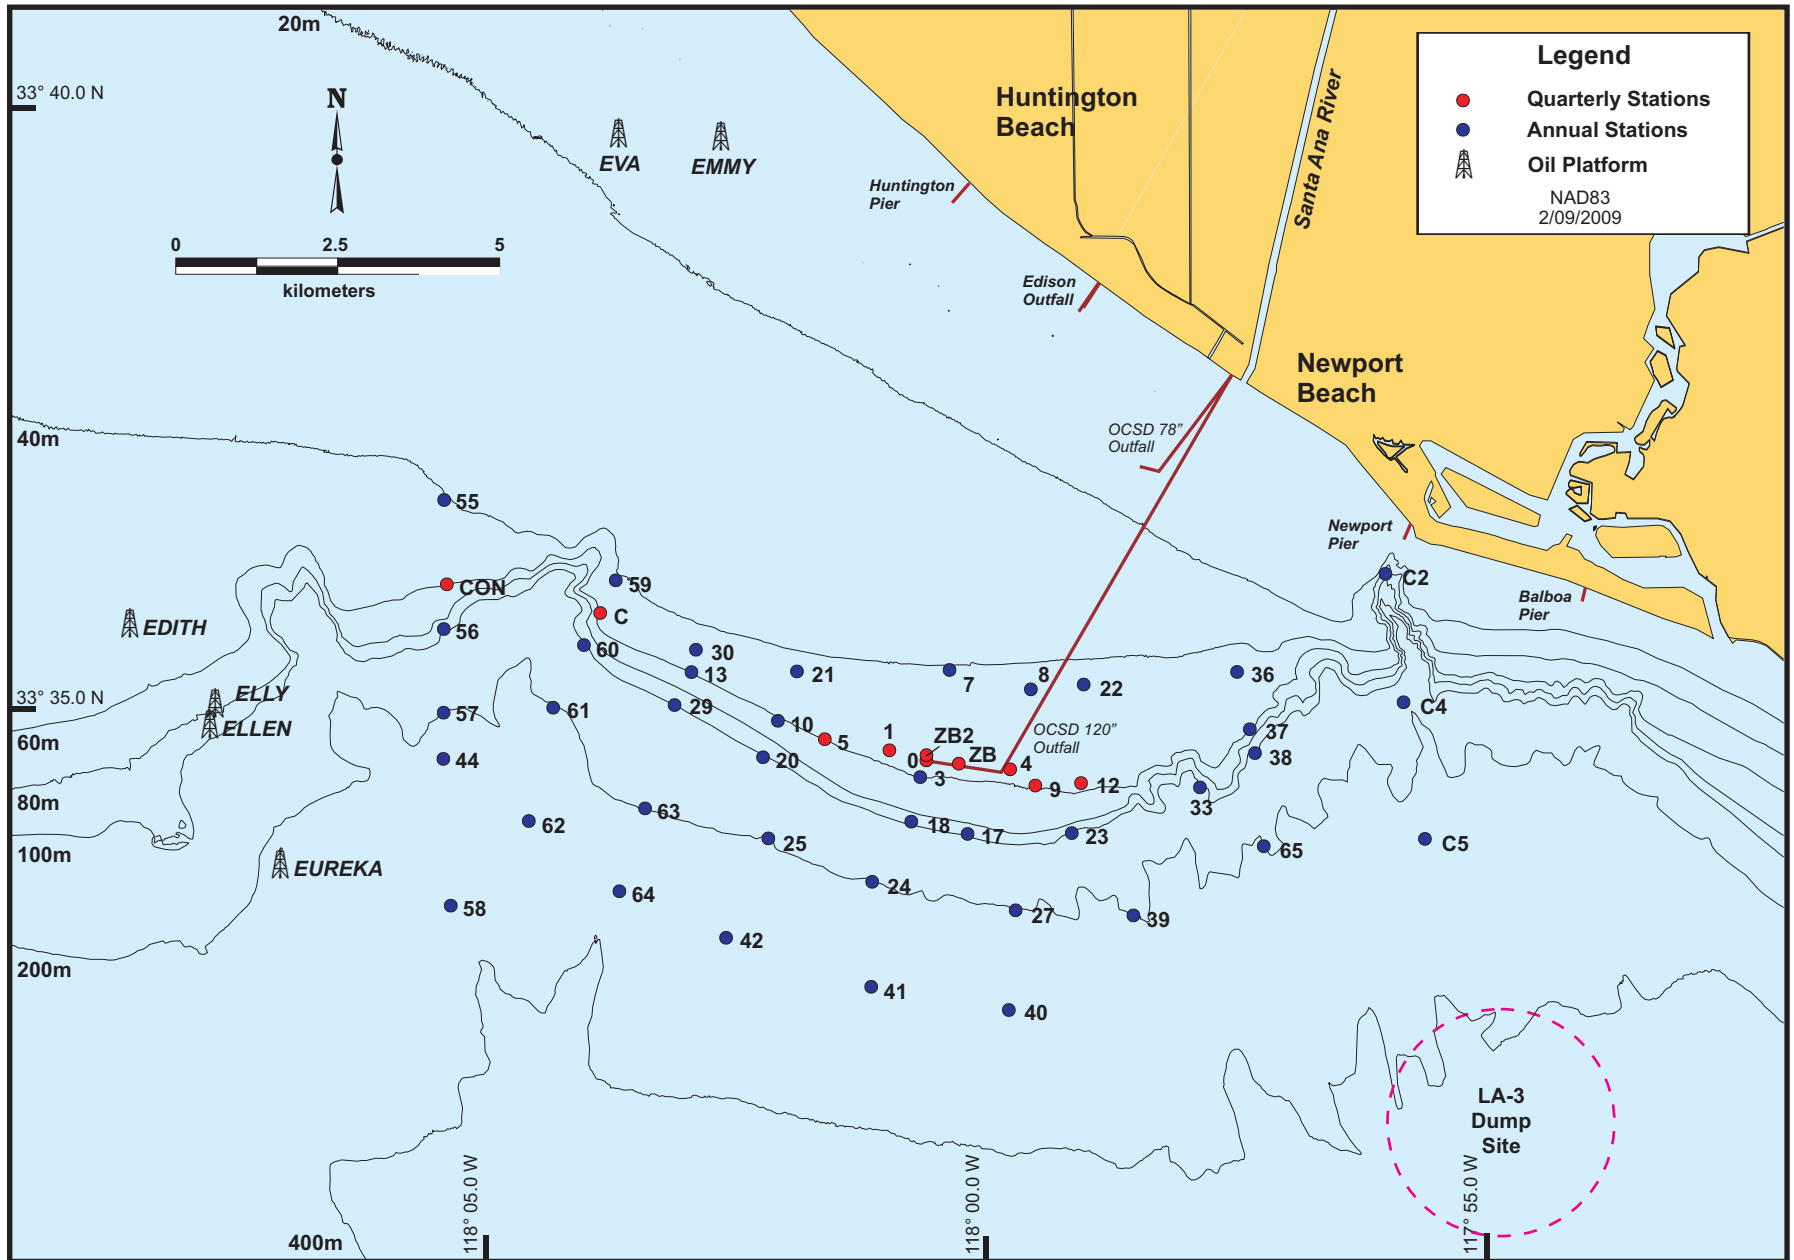 20m
Legend
Quarterly Stations
Annual Stations
Oil Platform
NAD83
2/09/2009
33° 40.0 N
N
EVA
EMMY
Huntington
Beach
Santa Ana River
Huntington
Pier
0 2.5 5
kilometers
Edison
Outfall
Newport
Beach
OCSD 78”
Outfall
40m
55
Newport
Pier
CON
59
C2
Balboa
Pier
C
EDITH
56
60
30
13
21
7
8
22
36
33° 35.0 N
ELLY
ELLEN
57
61
29
C4
10
5
1
ZB2
OCSD 120”
Outfall
37
60m
44
20
0
ZB
4
38
3
9
12
80m
33
62
63
18
17
23
100m
25
65
C5
EUREKA
24
64
58
27
39
42
200m
41
40
LA-3
Dump
Site
118° 05.0 W
118° 00.0 W
117° 55.0 W
400m